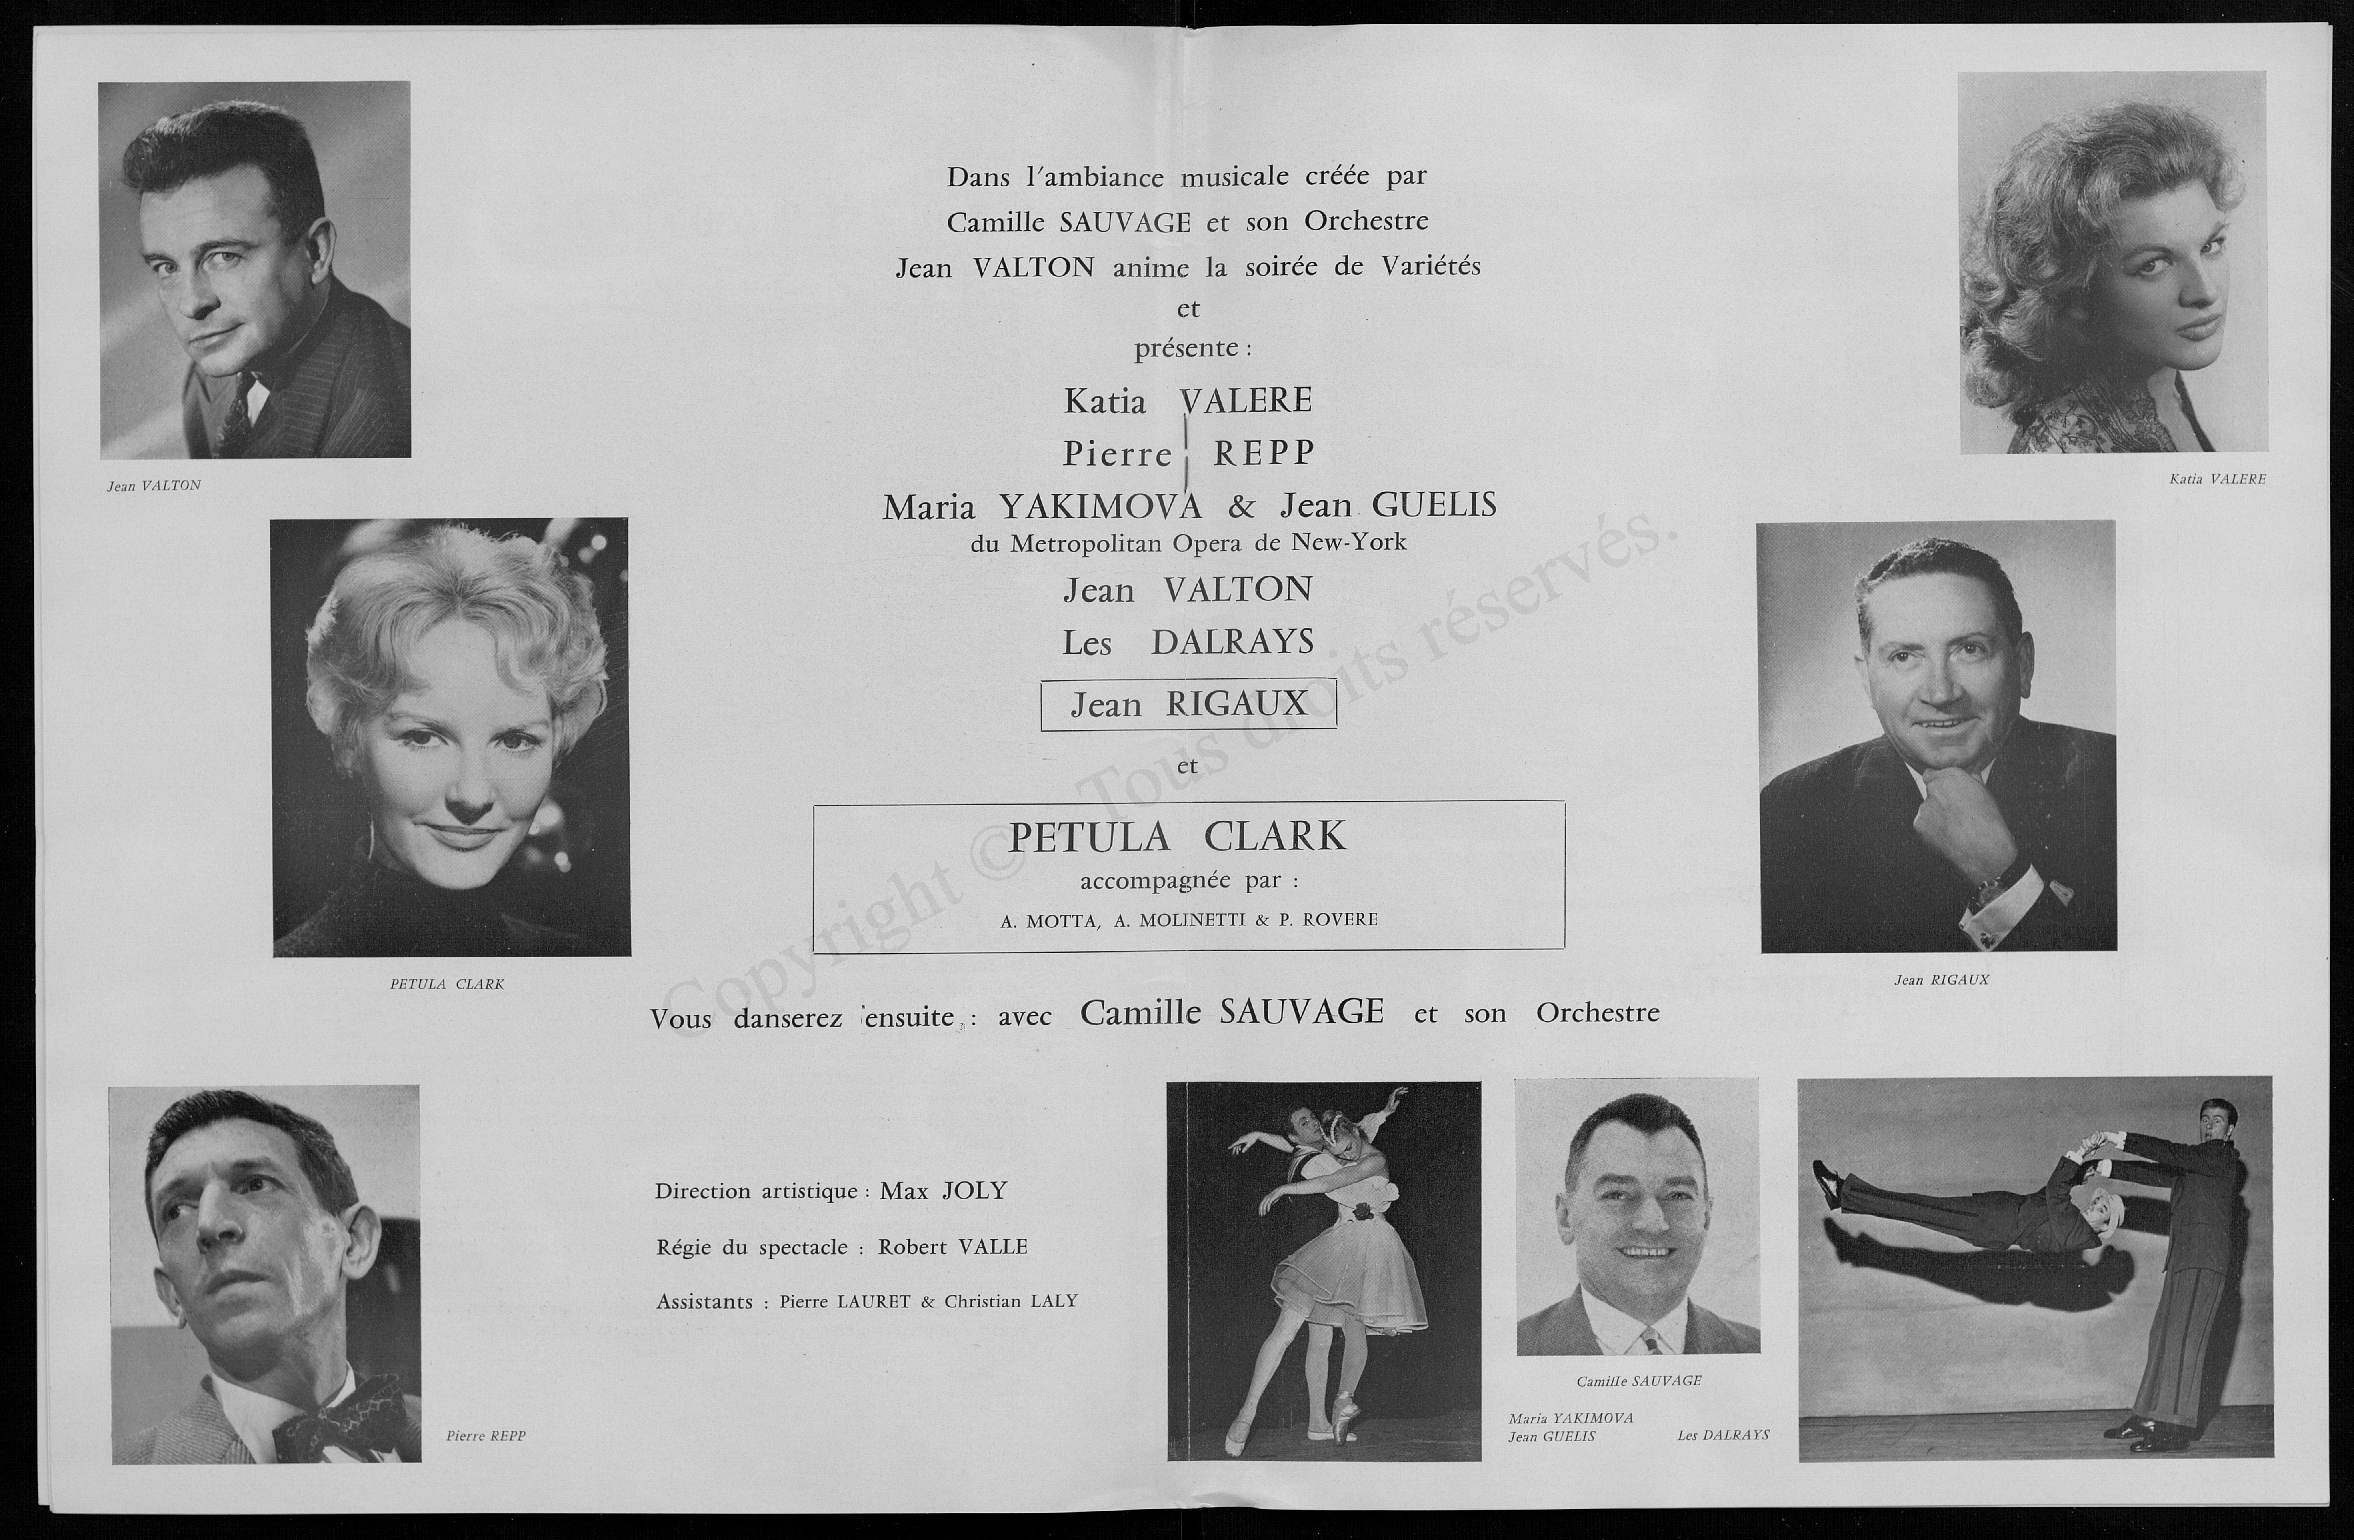 Dans l'ambiance musicale créée par
Camille SAUVAGE et son Orchestre
Jean VALTON anime la soirée de Variétés
et
présente :
Katia VALERE
Pierre REPP
Maria YAKIMOVA & Jean GUELIS
du Metropolitan Opera de New-York
Jean VALTON
Les DALRAYS
Jean RIGAUX
et
PETULA CLARK
accompagnée par :
A. MOTTA, A. MOLINETTI & P. ROVERE
Vous danserez ensuite : avec Camille SAUVAGE et son Orchestre
Direction artistique : Max JOLY
Régie du spectacle : Robert VALLE
Assistants : Pierre LAURET & Christian LALY
Jean VALTON
Katia VALERE
PETULA CLARK
Jean RIGAUX
Pierre REPP
Camille SAUVAGE
Maria YAKIMOVA
Jean GUELIS
Les DALRAYS
Copyright © Tous droits réservés.